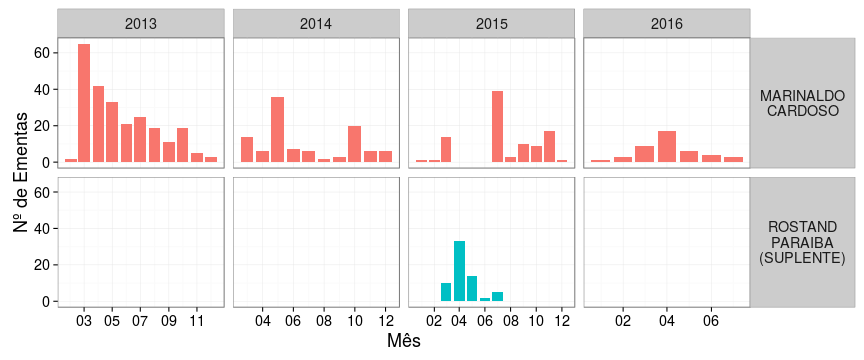 2013 2014 2015 2016
Nº de Ementas
60
40
20
0
MARINALDO
CARDOSO
60
40
20
0
ROSTAND
PARAIBA
(SUPLENTE)
03 05 07 09 11 04 06 08 10 12 02 04 06 08 10 12 02 04 06
Mês